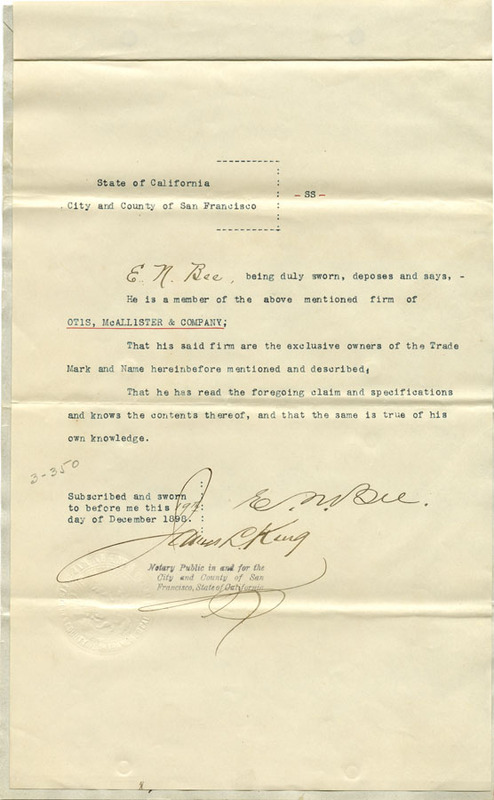 State of California
- SS -
City and County of San Francisco
E. N. Bee, being duly sworn, deposes and says, -
He is a member of the above mentioned firm of
OTIS, McALLISTER & COMPANY;
That his said firm are the exclusive owners of the Trade
Mark and Name hereinbefore mentioned and described;
That he has read the foregoing claim and specifications
and knows the contents thereof, and that the same is true of his
own knowledge.
3-350
Subscribed and sworn
to before me this
day of December 1898.
E. N. Bee.
James L. King
Notary Public in and for the
City and County of San
Francisco, State of California